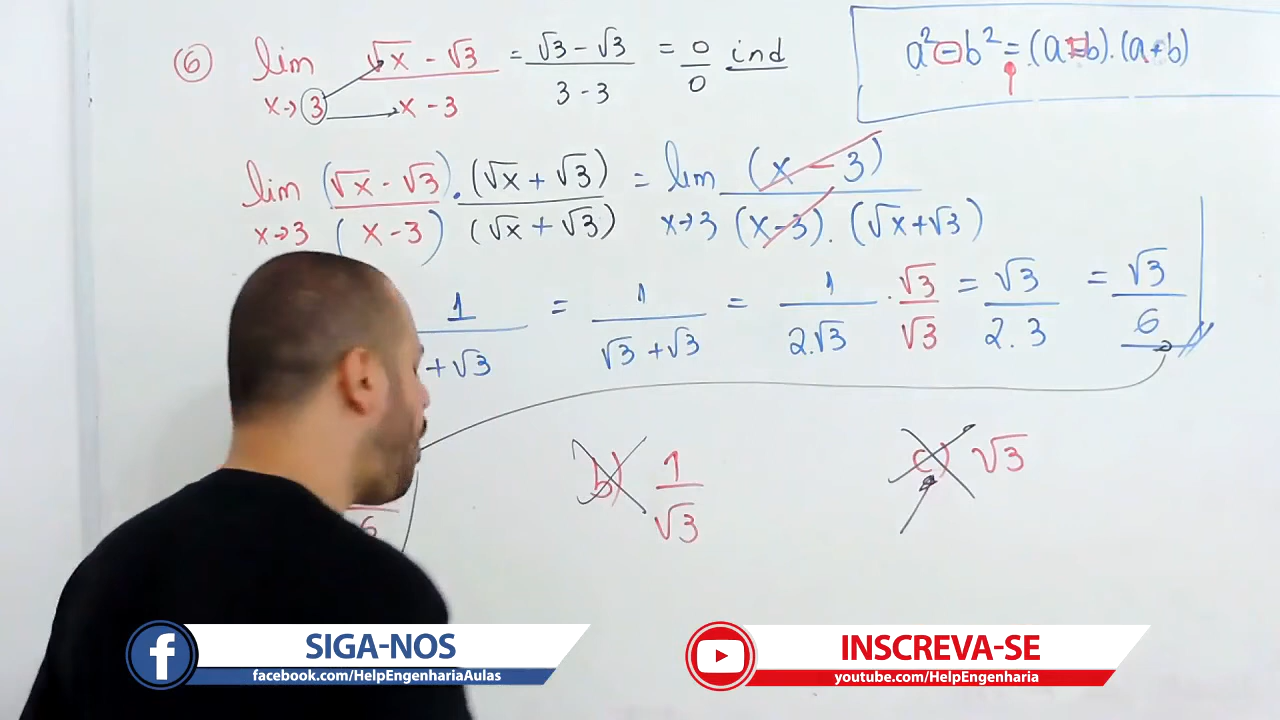 ⑥ lim x→3 (√x - √3)/(x - 3) = (√3 - √3)/(3 - 3) = 0/0 ind
a² - b² = (a - b).(a + b)
lim x→3 (√x - √3)/(x - 3) . (√x + √3)/(√x + √3) = lim x→3 (x - 3)/((x - 3).(√x + √3))
1/(+ √3) = 1/(√3 + √3) = 1/(2.√3) . √3/√3 = √3/(2.3) = √3/6
6
b) 1/√3
c) √3
f
SIGA-NOS
facebook.com/HelpEngenhariaAulas
INSCREVA-SE
youtube.com/HelpEngenharia